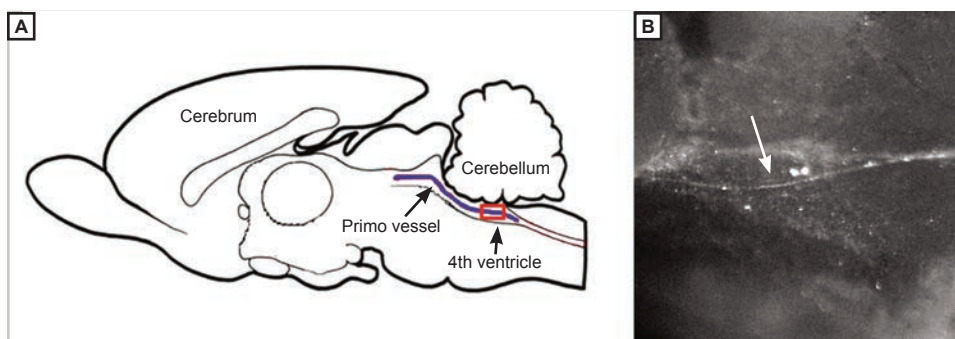 A
B
Cerebrum
Cerebellum
Primo vessel
4th ventricle